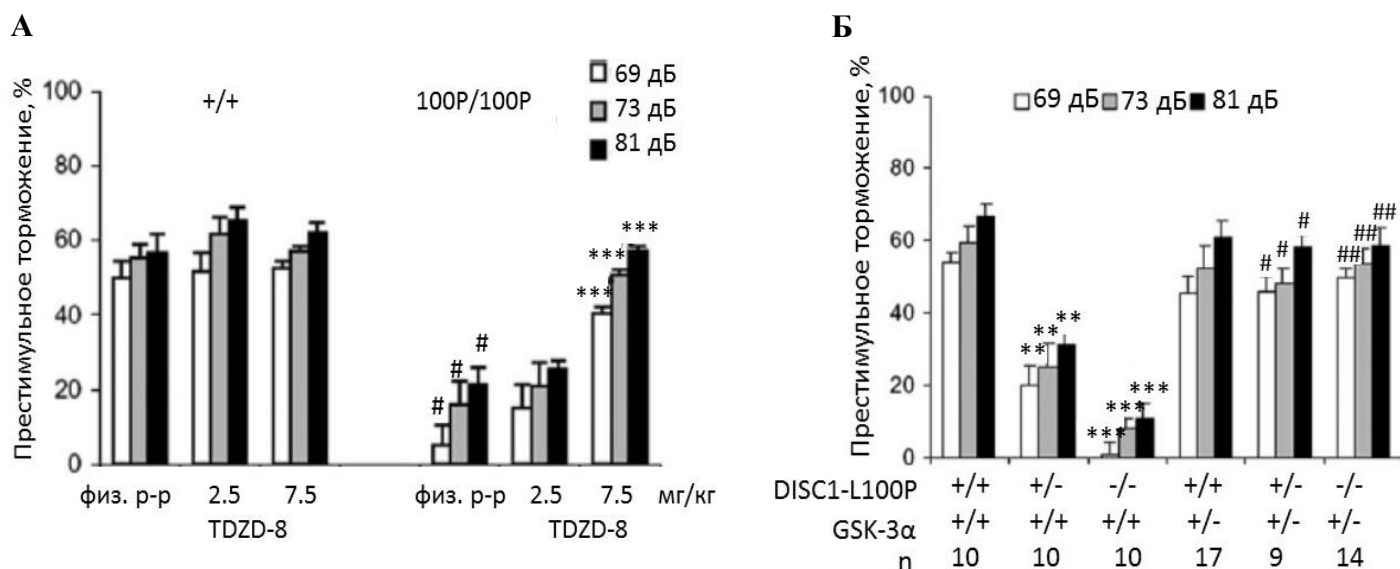 А
Престимульное торможение, %
100
80
60
40
20
0
+/+
100P/100P
69 дБ
73 дБ
81 дБ
# # #
*** *** ***
физ. р-р 2.5 7.5 физ. р-р 2.5 7.5 мг/кг
TDZD-8 TDZD-8
Б
Престимульное торможение, %
100
80
60
40
20
0
69 дБ 73 дБ 81 дБ
** ** **
*** *** ***
# # #
## ## ##
DISC1-L100P +/+ +/- -/- +/+ +/- -/-
GSK-3α +/+ +/+ +/+ +/- +/- +/-
n 10 10 10 17 9 14